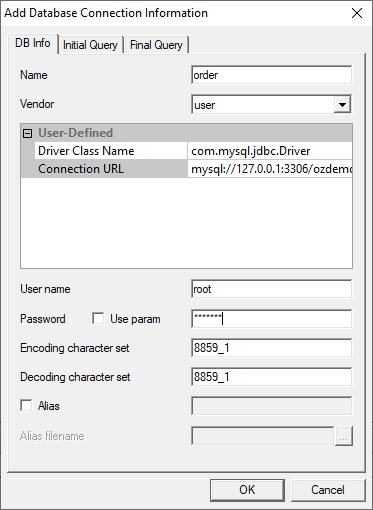 Add Database Connection Information
DB Info Initial Query Final Query
Name order
Vendor user
User-Defined
Driver Class Name com.mysql.jdbc.Driver
Connection URL mysql://127.0.0.1:3306/ozdemo
User name root
Password Use param *******
Encoding character set 8859_1
Decoding character set 8859_1
Alias
Alias filename ...
OK Cancel